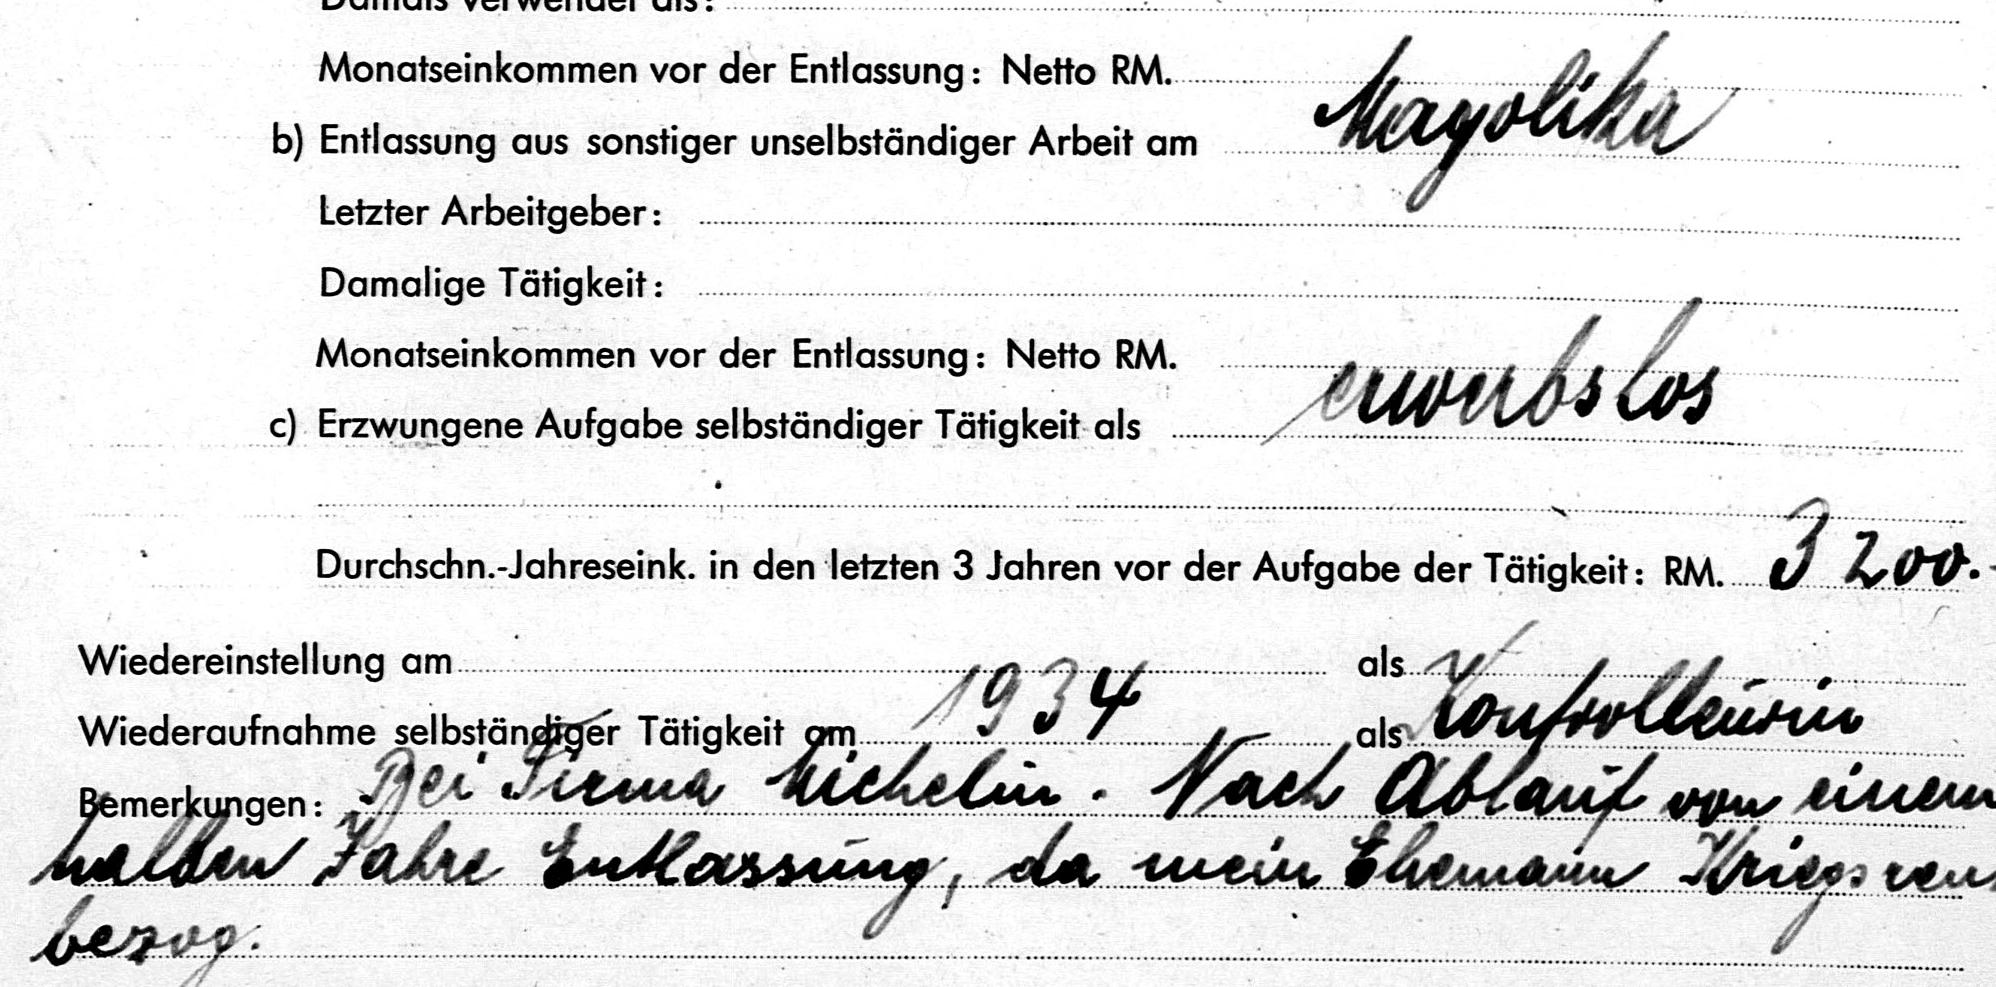 Damals verwendet als:
Monatseinkommen vor der Entlassung: Netto RM.
Mayolika
b) Entlassung aus sonstiger unselbständiger Arbeit am
Letzter Arbeitgeber:
Damalige Tätigkeit:
Monatseinkommen vor der Entlassung: Netto RM.
erwerbslos
c) Erzwungene Aufgabe selbständiger Tätigkeit als
Durchschn.-Jahreseink. in den letzten 3 Jahren vor der Aufgabe der Tätigkeit: RM. 3200.-
Wiedereinstellung am als
Wiederaufnahme selbständiger Tätigkeit am 1934 als Kontrolleurin
Bemerkungen: Bei Firma Michelin. Nach Ablauf von einem
halben Jahre Entlassung, da mein Ehemann Kriegsren
bezog.